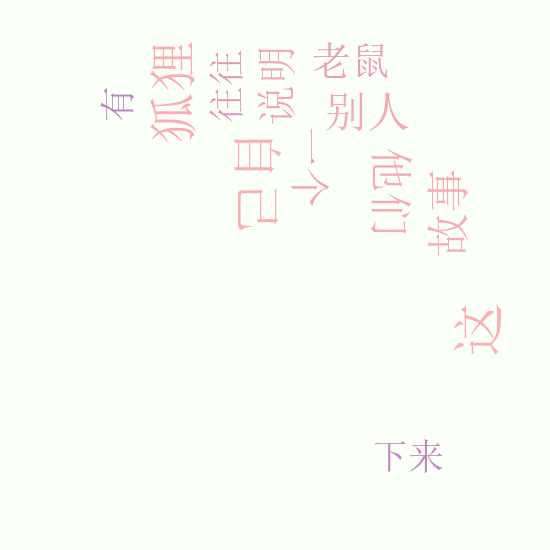 有
狐狸
往往
说明
老鼠
别人
自己
一个
他们
故事
这
下来